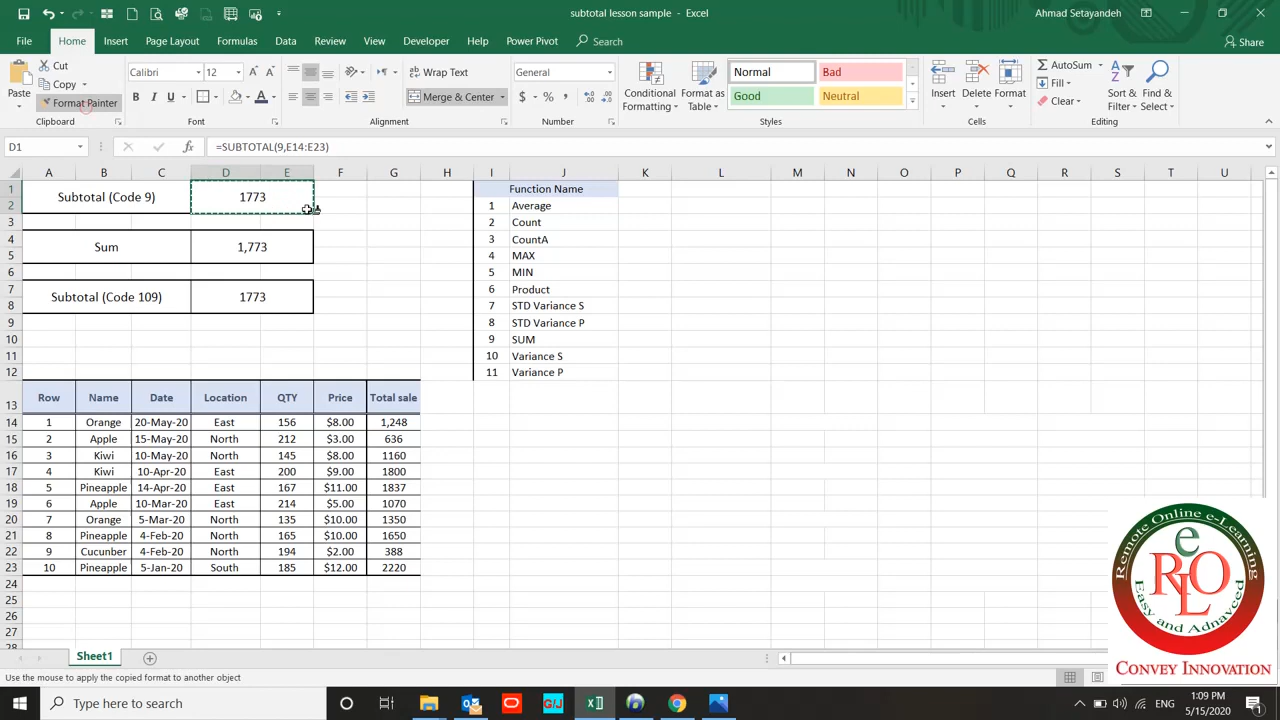 subtotal lesson sample - Excel
Ahmad Setayandeh
File Home Insert Page Layout Formulas Data Review View Developer Help Power Pivot Search Share
Paste
Cut
Copy
Format Painter
Clipboard
Calibri 12
B I U
Font
Wrap Text
Merge & Center
Alignment
General
$ % ,
Number
Conditional Formatting
Format as Table
Normal Bad
Good Neutral
Styles
Insert Delete Format
Cells
AutoSum
Fill
Clear
Sort & Filter
Find & Select
Editing
D1 fx =SUBTOTAL(9,E14:E23)
A B C D E F G H I J K L M N O P Q R S T U
1 Subtotal (Code 9) 1773 Function Name
2 1 Average
3 2 Count
4 Sum 1,773 3 CountA
5 4 MAX
6 5 MIN
7 Subtotal (Code 109) 1773 6 Product
8 7 STD Variance S
9 8 STD Variance P
10 9 SUM
11 10 Variance S
12 11 Variance P
13 Row Name Date Location QTY Price Total sale
14 1 Orange 20-May-20 East 156 $8.00 1,248
15 2 Apple 15-May-20 North 212 $3.00 636
16 3 Kiwi 10-May-20 North 145 $8.00 1160
17 4 Kiwi 10-Apr-20 East 200 $9.00 1800
18 5 Pineapple 14-Apr-20 East 167 $11.00 1837
19 6 Apple 10-Mar-20 East 214 $5.00 1070
20 7 Orange 5-Mar-20 North 135 $10.00 1350
21 8 Pineapple 4-Feb-20 North 165 $10.00 1650
22 9 Cucunber 4-Feb-20 North 194 $2.00 388
23 10 Pineapple 5-Jan-20 South 185 $12.00 2220
24
25
26
27
28
Remote Online e-Learning
e
RLO
Easy and Adnvaced
CONVEY INNOVATION
Sheet1
Use the mouse to apply the copied format to another object
Type here to search
G/J
1:09 PM
5/15/2020
1